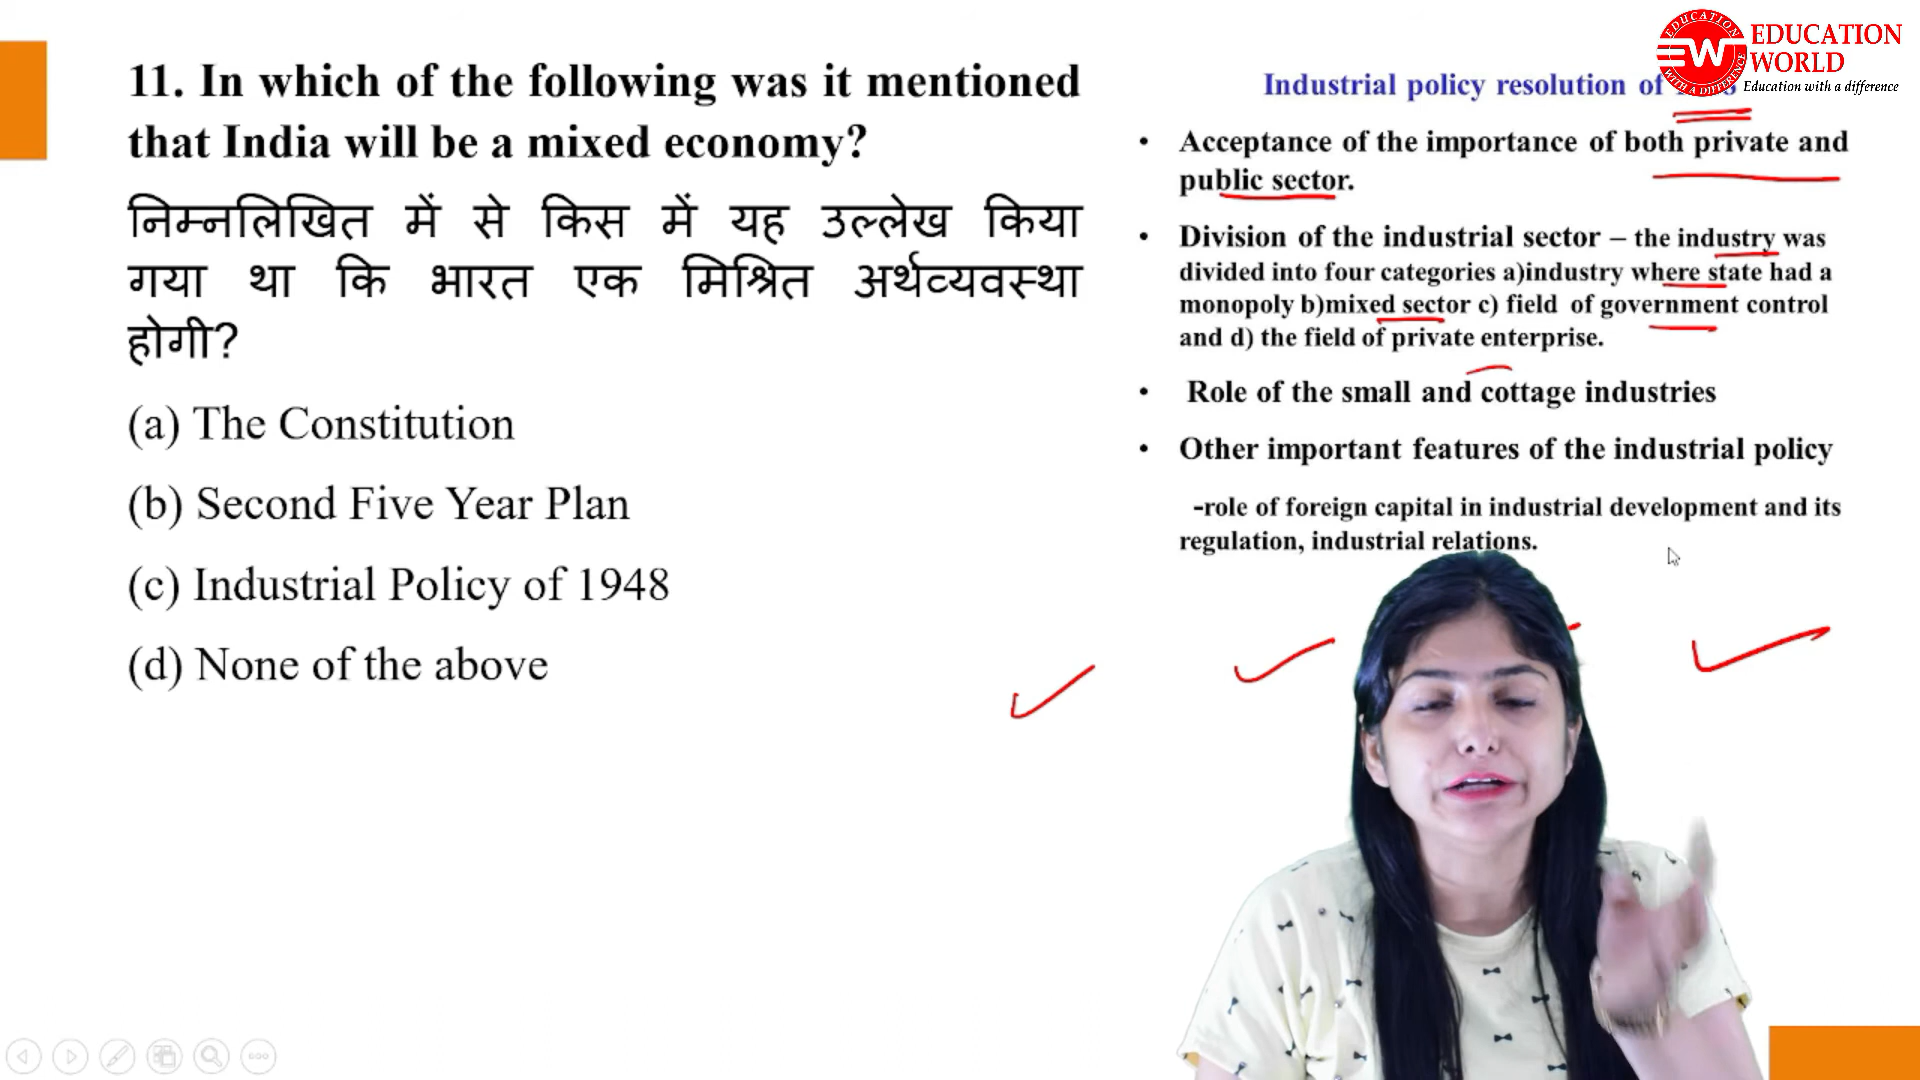 11. In which of the following was it mentioned
that India will be a mixed economy?
निम्नलिखित में से किस में यह उल्लेख किया
गया था कि भारत एक मिश्रित अर्थव्यवस्था
होगी?
(a) The Constitution
(b) Second Five Year Plan
(c) Industrial Policy of 1948
(d) None of the above
EDUCATION
WITH A DIFFERENCE
EW
EDUCATION
WORLD
Education with a difference
Industrial policy resolution of
• Acceptance of the importance of both private and
public sector.
• Division of the industrial sector – the industry was
divided into four categories a)industry where state had a
monopoly b)mixed sector c) field of government control
and d) the field of private enterprise.
• Role of the small and cottage industries
• Other important features of the industrial policy
-role of foreign capital in industrial development and its
regulation, industrial relations.